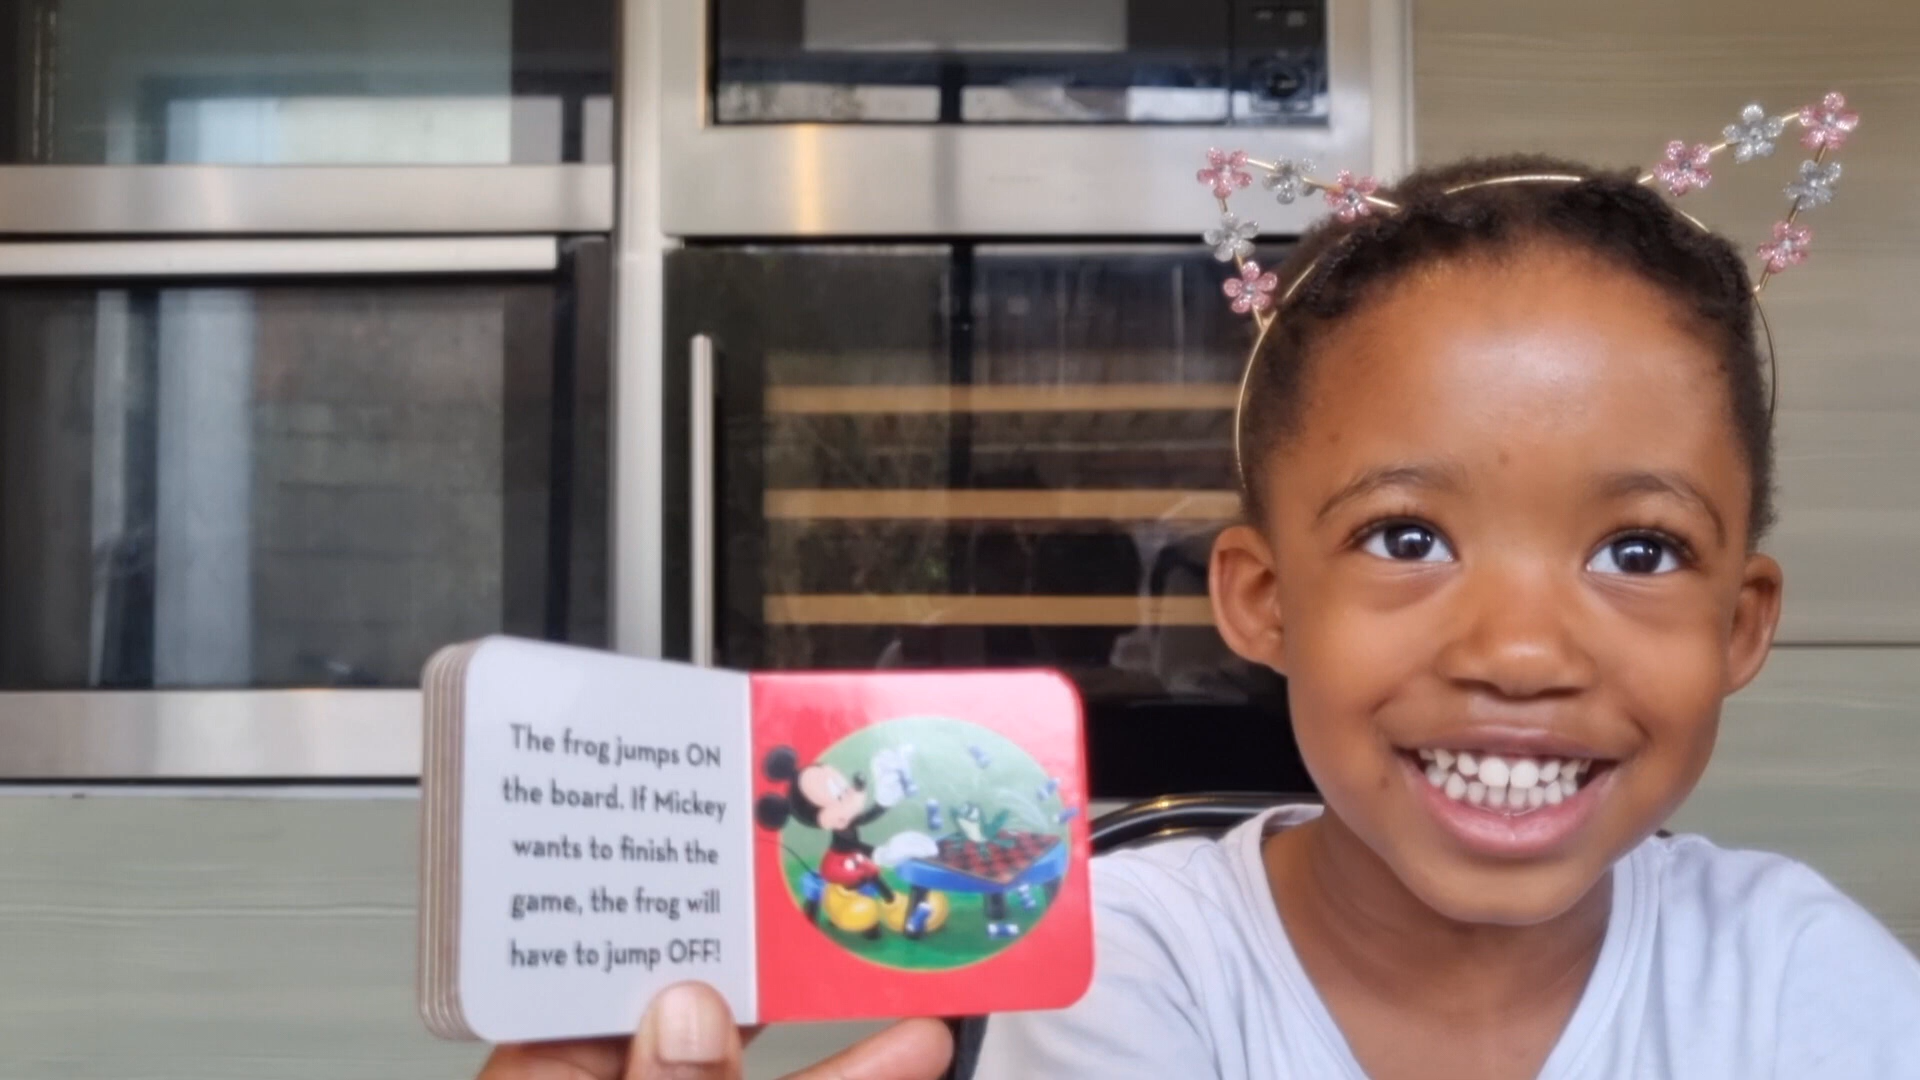 The frog jumps ON
the board. If Mickey
wants to finish the
game, the frog will
have to jump OFF!